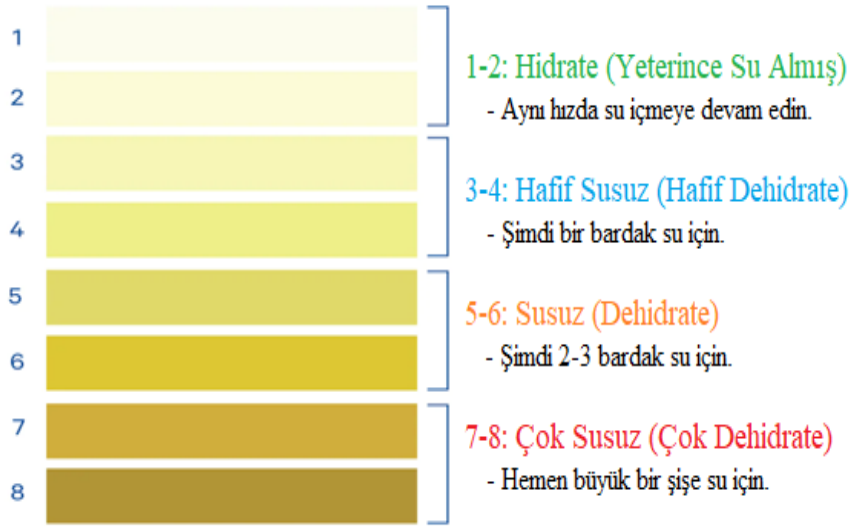 1
2
1-2: Hidrate (Yeterince Su Almış)
- Aynı hızda su içmeye devam edin.
3
4
3-4: Hafif Susuz (Hafif Dehidrate)
- Şimdi bir bardak su için.
5
6
5-6: Susuz (Dehidrate)
- Şimdi 2-3 bardak su için.
7
8
7-8: Çok Susuz (Çok Dehidrate)
- Hemen büyük bir şişe su için.